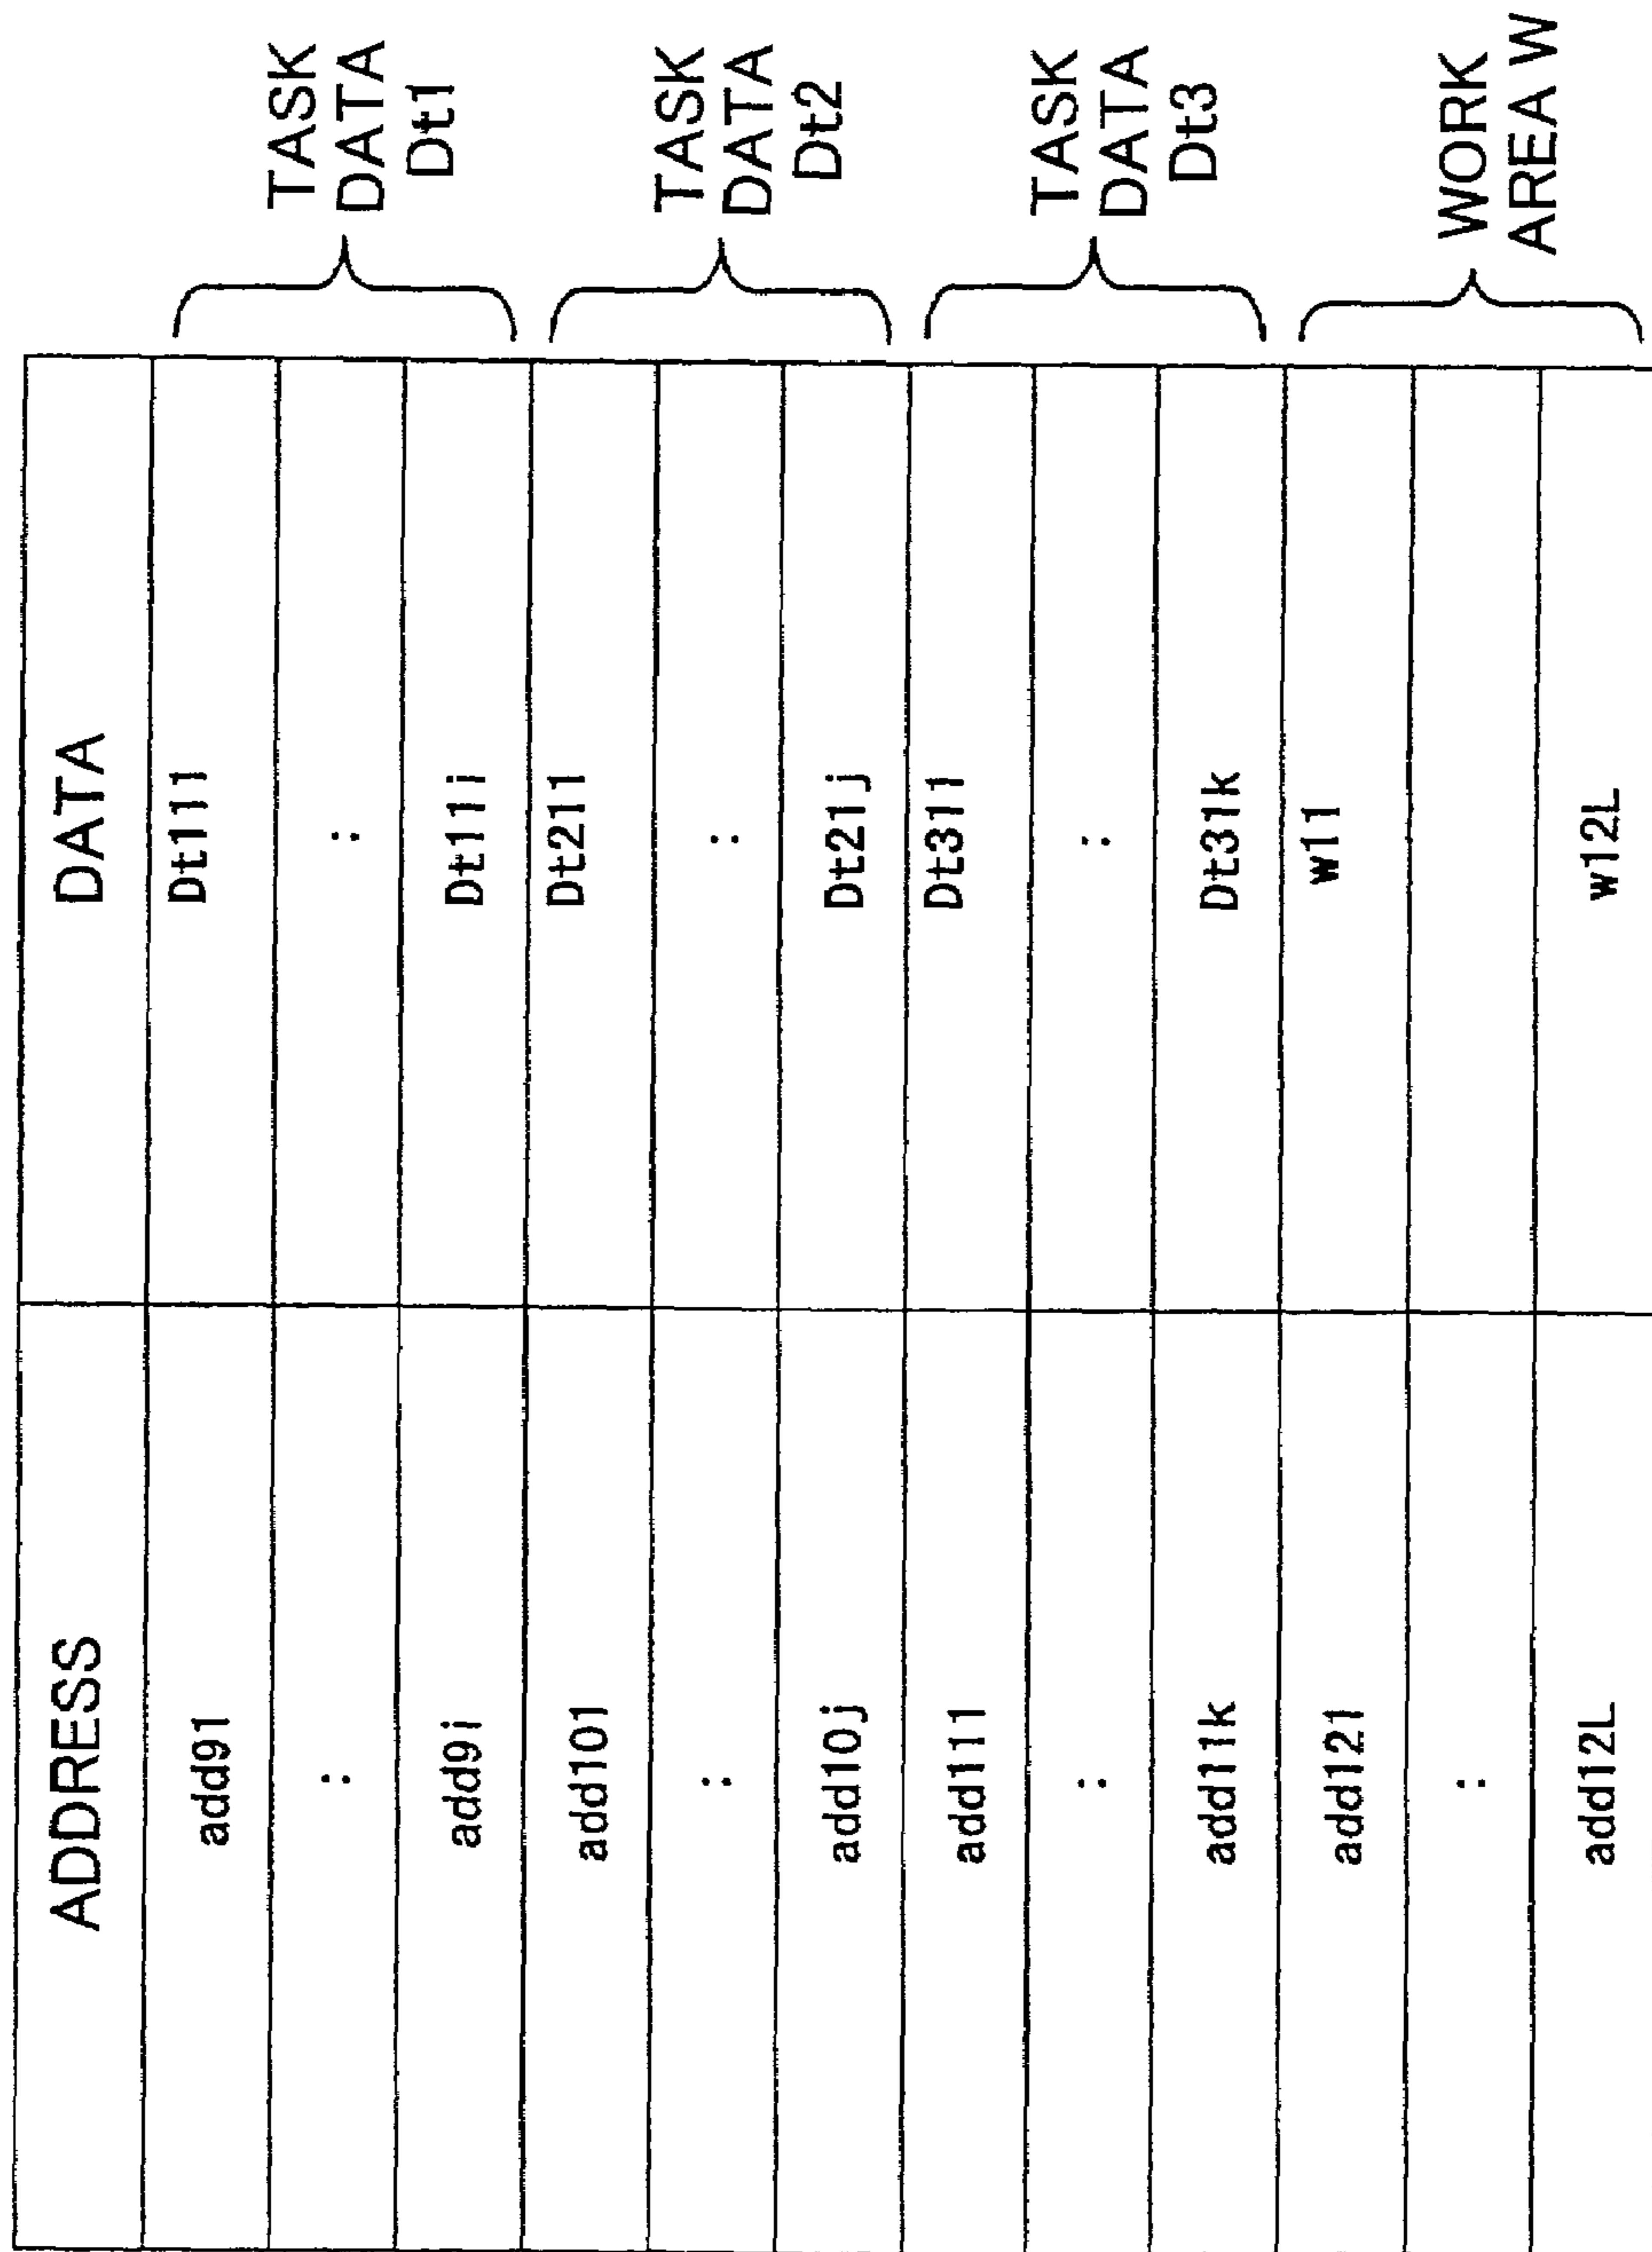 ADDRESS DATA
add91 Dt111
: :
add9i Dt11i
add101 Dt211
: :
add10j Dt21j
add111 Dt311
: :
add11k Dt31k
add121 w11
:
add12L w12L
TASK
DATA
Dt1
TASK
DATA
Dt2
TASK
DATA
Dt3
WORK
AREA W